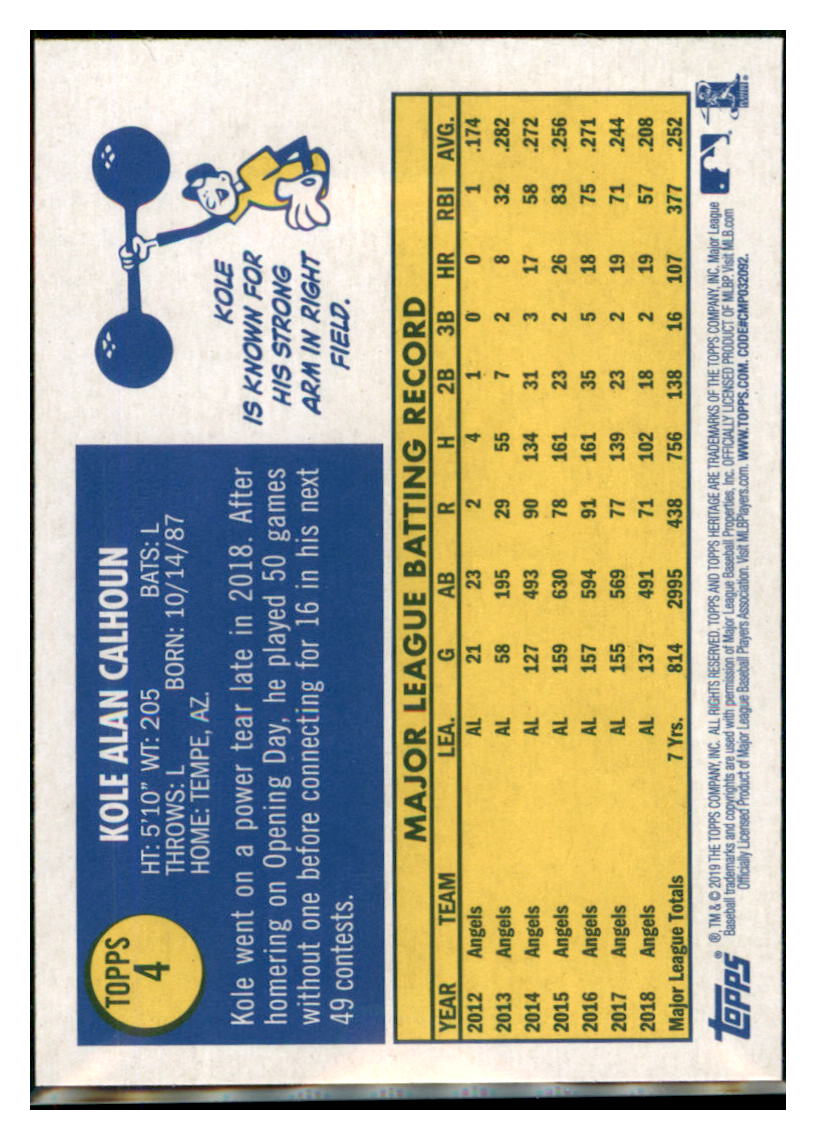 TOPPS
4
KOLE ALAN CALHOUN
HT: 5'10" WT: 205 BATS: L
THROWS: L BORN: 10/14/87
HOME: TEMPE, AZ.
Kole went on a power tear late in 2018. After
homering on Opening Day, he played 50 games
without one before connecting for 16 in his next
49 contests.
KOLE
IS KNOWN FOR
HIS STRONG
ARM IN RIGHT
FIELD.
MAJOR LEAGUE BATTING RECORD
YEAR TEAM LEA. G AB R H 2B 3B HR RBI AVG.
2012 Angels AL 21 23 2 4 1 0 0 1 .174
2013 Angels AL 58 195 29 55 7 2 8 32 .282
2014 Angels AL 127 493 90 134 31 3 17 58 .272
2015 Angels AL 159 630 78 161 23 2 26 83 .256
2016 Angels AL 157 594 91 161 35 5 18 75 .271
2017 Angels AL 155 569 77 139 23 2 19 71 .244
2018 Angels AL 137 491 71 102 18 2 19 57 .208
Major League Totals 7 Yrs. 814 2995 438 756 138 16 107 377 .252
topps
®, TM & © 2019 THE TOPPS COMPANY, INC. ALL RIGHTS RESERVED. TOPPS AND TOPPS HERITAGE ARE TRADEMARKS OF THE TOPPS COMPANY, INC. Major League
Baseball trademarks and copyrights are used with permission of Major League Baseball Properties, Inc. OFFICIALLY LICENSED PRODUCT OF MLBP. Visit MLB.com
Officially Licensed Product of Major League Baseball Players Association. Visit MLBPlayers.com. WWW.TOPPS.COM. CODE#CMP032092.